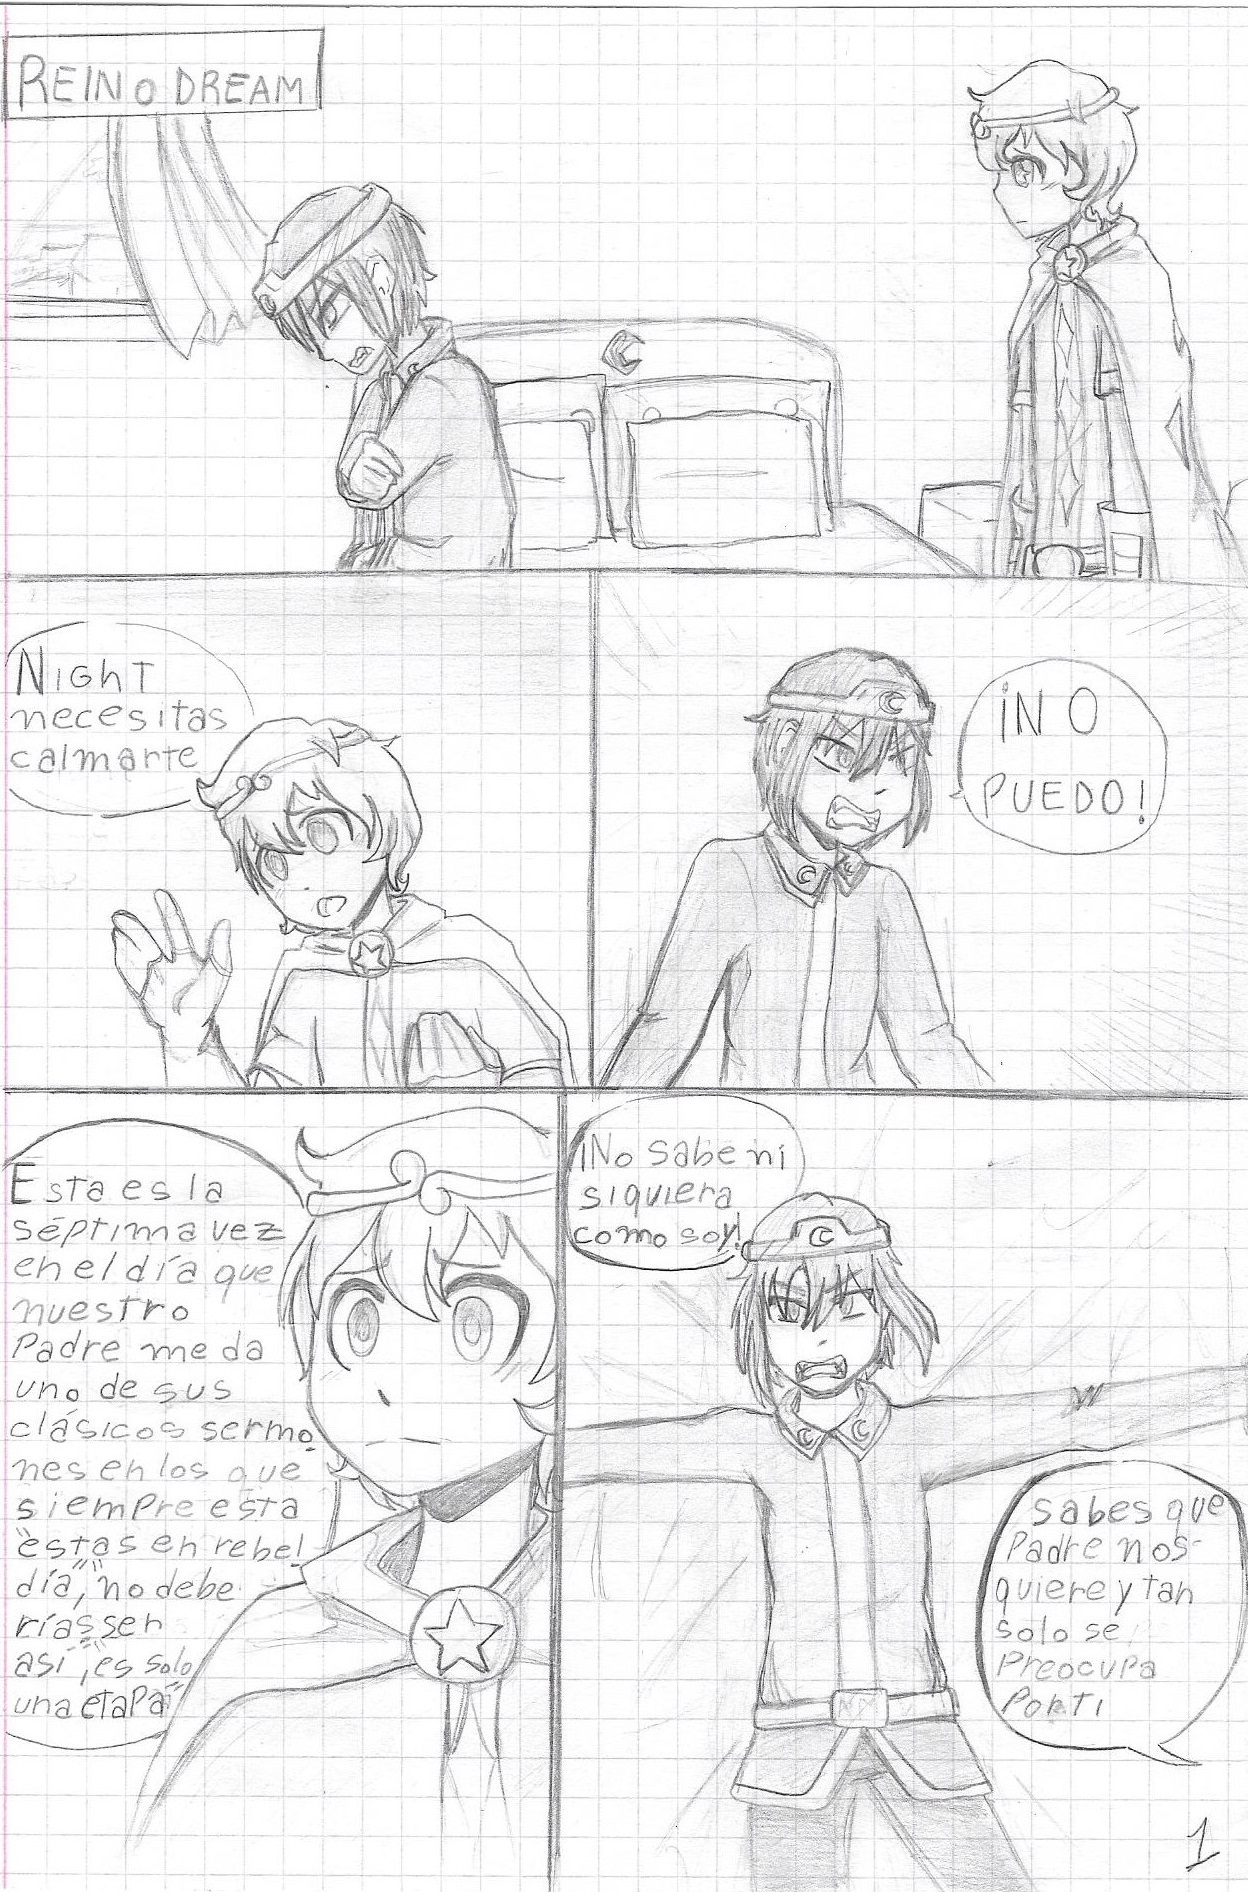 REINO DREAM
NIGHT
necesitas
calmarte
¡NO
PUEDO!
Esta es la
séptima vez
en el día que
nuestro
Padre me da
uno de sus
clásicos sermo
nes en los que
siempre esta
"estas en rebel
día", "no debe
rías ser
así", "es solo
una etapa"
¡No sabe ni
siquiera
como soy!
Sabes que
Padre nos
quiere y tan
solo se
preocupa
por ti
1